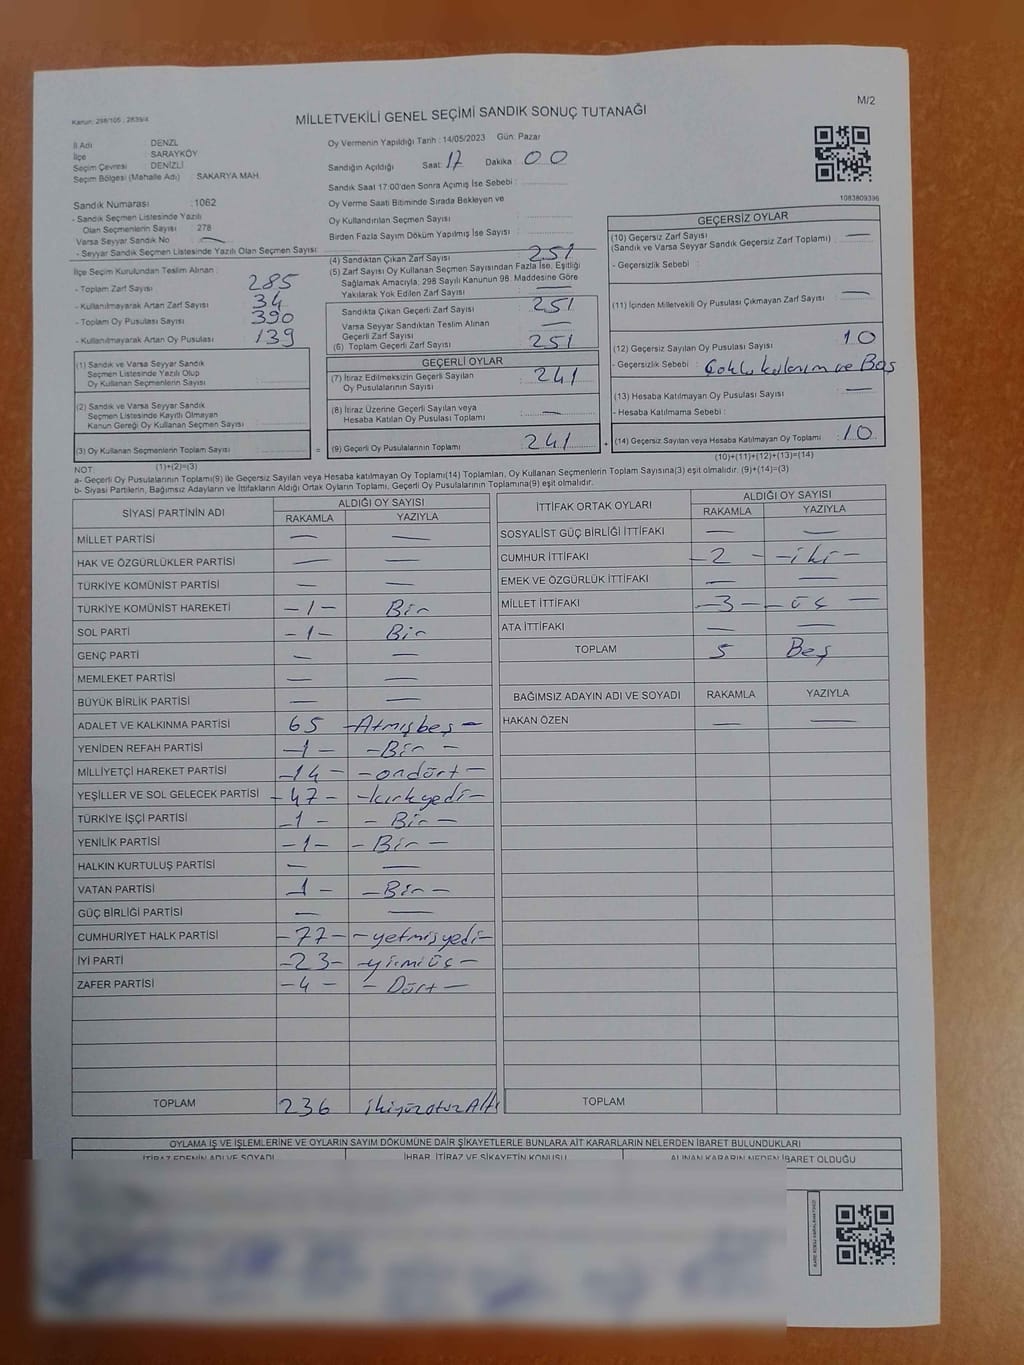 M/2
Kanun: 298/105 ; 2839/4
MİLLETVEKİLİ GENEL SEÇİMİ SANDIK SONUÇ TUTANAĞI
İl Adı : DENZL
İlçe : SARAYKÖY
Seçim Çevresi : DENİZLİ
Seçim Bölgesi (Mahalle Adı) : SAKARYA MAH.
Sandık Numarası : 1062
- Sandık Seçmen Listesinde Yazılı
Olan Seçmenlerin Sayısı 278
Varsa Seyyar Sandık No —
- Seyyar Sandık Seçmen Listesinde Yazılı Olan Seçmen Sayısı:
İlçe Seçim Kurulundan Teslim Alınan :
- Toplam Zarf Sayısı 285
- Kullanılmayarak Artan Zarf Sayısı 34
- Toplam Oy Pusulası Sayısı 390
- Kullanılmayarak Artan Oy Pusulası : 139
(1) Sandık ve Varsa Seyyar Sandık
Seçmen Listesinde Yazılı Olup
Oy Kullanan Seçmenlerin Sayısı :
(2) Sandık ve Varsa Seyyar Sandık
Seçmen Listesinde Kayıtlı Olmayan
Kanun Gereği Oy Kullanan Seçmen Sayısı :
(3) Oy Kullanan Seçmenlerin Toplam Sayısı : =
(1)+(2)=(3)
Oy Vermenin Yapıldığı Tarih : 14/05/2023 Gün: Pazar
Sandığın Açıldığı Saat: 17 Dakika : 00
Sandık Saat 17:00'den Sonra Açımış İse Sebebi :
Oy Verme Saati Bitiminde Sırada Bekleyen ve
Oy Kullandırılan Seçmen Sayısı :
Birden Fazla Sayım Döküm Yapılmış İse Sayısı :
(4) Sandıktan Çıkan Zarf Sayısı 251
(5) Zarf Sayısı Oy Kullanan Seçmen Sayısından Fazla İse, Eşitliği
Sağlamak Amacıyla; 298 Sayılı Kanunun 98. Maddesine Göre
Yakılarak Yok Edilen Zarf Sayısı : —
Sandıkta Çıkan Geçerli Zarf Sayısı : 251
Varsa Seyyar Sandıktan Teslim Alınan
Geçerli Zarf Sayısı : —
(6) Toplam Geçerli Zarf Sayısı : 251
GEÇERLİ OYLAR
(7) İtiraz Edilmeksizin Geçerli Sayılan
Oy Pusulalarının Sayısı : 241
(8) İtiraz Üzerine Geçerli Sayılan veya
Hesaba Katılan Oy Pusulası Toplamı : —
(9) Geçerli Oy Pusulalarının Toplamı : 241 +
1083809396
GEÇERSİZ OYLAR
(10) Geçersiz Zarf Sayısı : —
(Sandık ve Varsa Seyyar Sandık Geçersiz Zarf Toplamı)
- Geçersizlik Sebebi :
(11) İçinden Milletvekili Oy Pusulası Çıkmayan Zarf Sayısı : —
(12) Geçersiz Sayılan Oy Pusulası Sayısı : 10
- Geçersizlik Sebebi : Çoklu kullanım ve Boş
(13) Hesaba Katılmayan Oy Pusulası Sayısı : —
- Hesaba Katılmama Sebebi :
(14) Geçersiz Sayılan veya Hesaba Katılmayan Oy Toplamı : 10
(10)+(11)+(12)+(13)=(14)
NOT:
a- Geçerli Oy Pusulalarının Toplamı(9) ile Geçersiz Sayılan veya Hesaba katılmayan Oy Toplamı(14) Toplamları, Oy Kullanan Seçmenlerin Toplam Sayısına(3) eşit olmalıdır. (9)+(14)=(3)
b- Siyasi Partilerin, Bağımsız Adayların ve İttifakların Aldığı Ortak Oyların Toplamı, Geçerli Oy Pusulalarının Toplamına(9) eşit olmalıdır.
SİYASİ PARTİNİN ADI ALDIĞI OY SAYISI
RAKAMLA YAZIYLA
MİLLET PARTİSİ — —
HAK VE ÖZGÜRLÜKLER PARTİSİ — —
TÜRKİYE KOMÜNİST PARTİSİ — —
TÜRKİYE KOMÜNİST HAREKETİ -1- Bir
SOL PARTİ -1- Bir
GENÇ PARTİ — —
MEMLEKET PARTİSİ — —
BÜYÜK BİRLİK PARTİSİ — —
ADALET VE KALKINMA PARTİSİ 65 -Atmışbeş-
YENİDEN REFAH PARTİSİ -1- -Bir-
MİLLİYETÇİ HAREKET PARTİSİ -14- -ondört-
YEŞİLLER VE SOL GELECEK PARTİSİ -47- -kırkyedi-
TÜRKİYE İŞÇİ PARTİSİ -1- -Bir-
YENİLİK PARTİSİ -1- -Bir-
HALKIN KURTULUŞ PARTİSİ — —
VATAN PARTİSİ -1- -Bir-
GÜÇ BİRLİĞİ PARTİSİ — —
CUMHURİYET HALK PARTİSİ -77- -yetmişyedi-
İYİ PARTİ -23- -yirmiüç-
ZAFER PARTİSİ -4- -Dört-
TOPLAM 236 ikiyüzotuzAltı
İTTİFAK ORTAK OYLARI ALDIĞI OY SAYISI
RAKAMLA YAZIYLA
SOSYALİST GÜÇ BİRLİĞİ İTTİFAKI — —
CUMHUR İTTİFAKI -2- -iki-
EMEK VE ÖZGÜRLÜK İTTİFAKI — —
MİLLET İTTİFAKI -3- -üç-
ATA İTTİFAKI — —
TOPLAM 5 Beş
BAĞIMSIZ ADAYIN ADI VE SOYADI RAKAMLA YAZIYLA
HAKAN ÖZEN — —
TOPLAM
OYLAMA İŞ VE İŞLEMLERİNE VE OYLARIN SAYIM DÖKÜMÜNE DAİR ŞİKAYETLERLE BUNLARA AİT KARARLARIN NELERDEN İBARET BULUNDUKLARI
İTİRAZ EDENİN ADI VE SOYADI İHBAR, İTİRAZ VE ŞİKAYETİN KONUSU ALINAN KARARIN NEDEN İBARET OLDUĞU